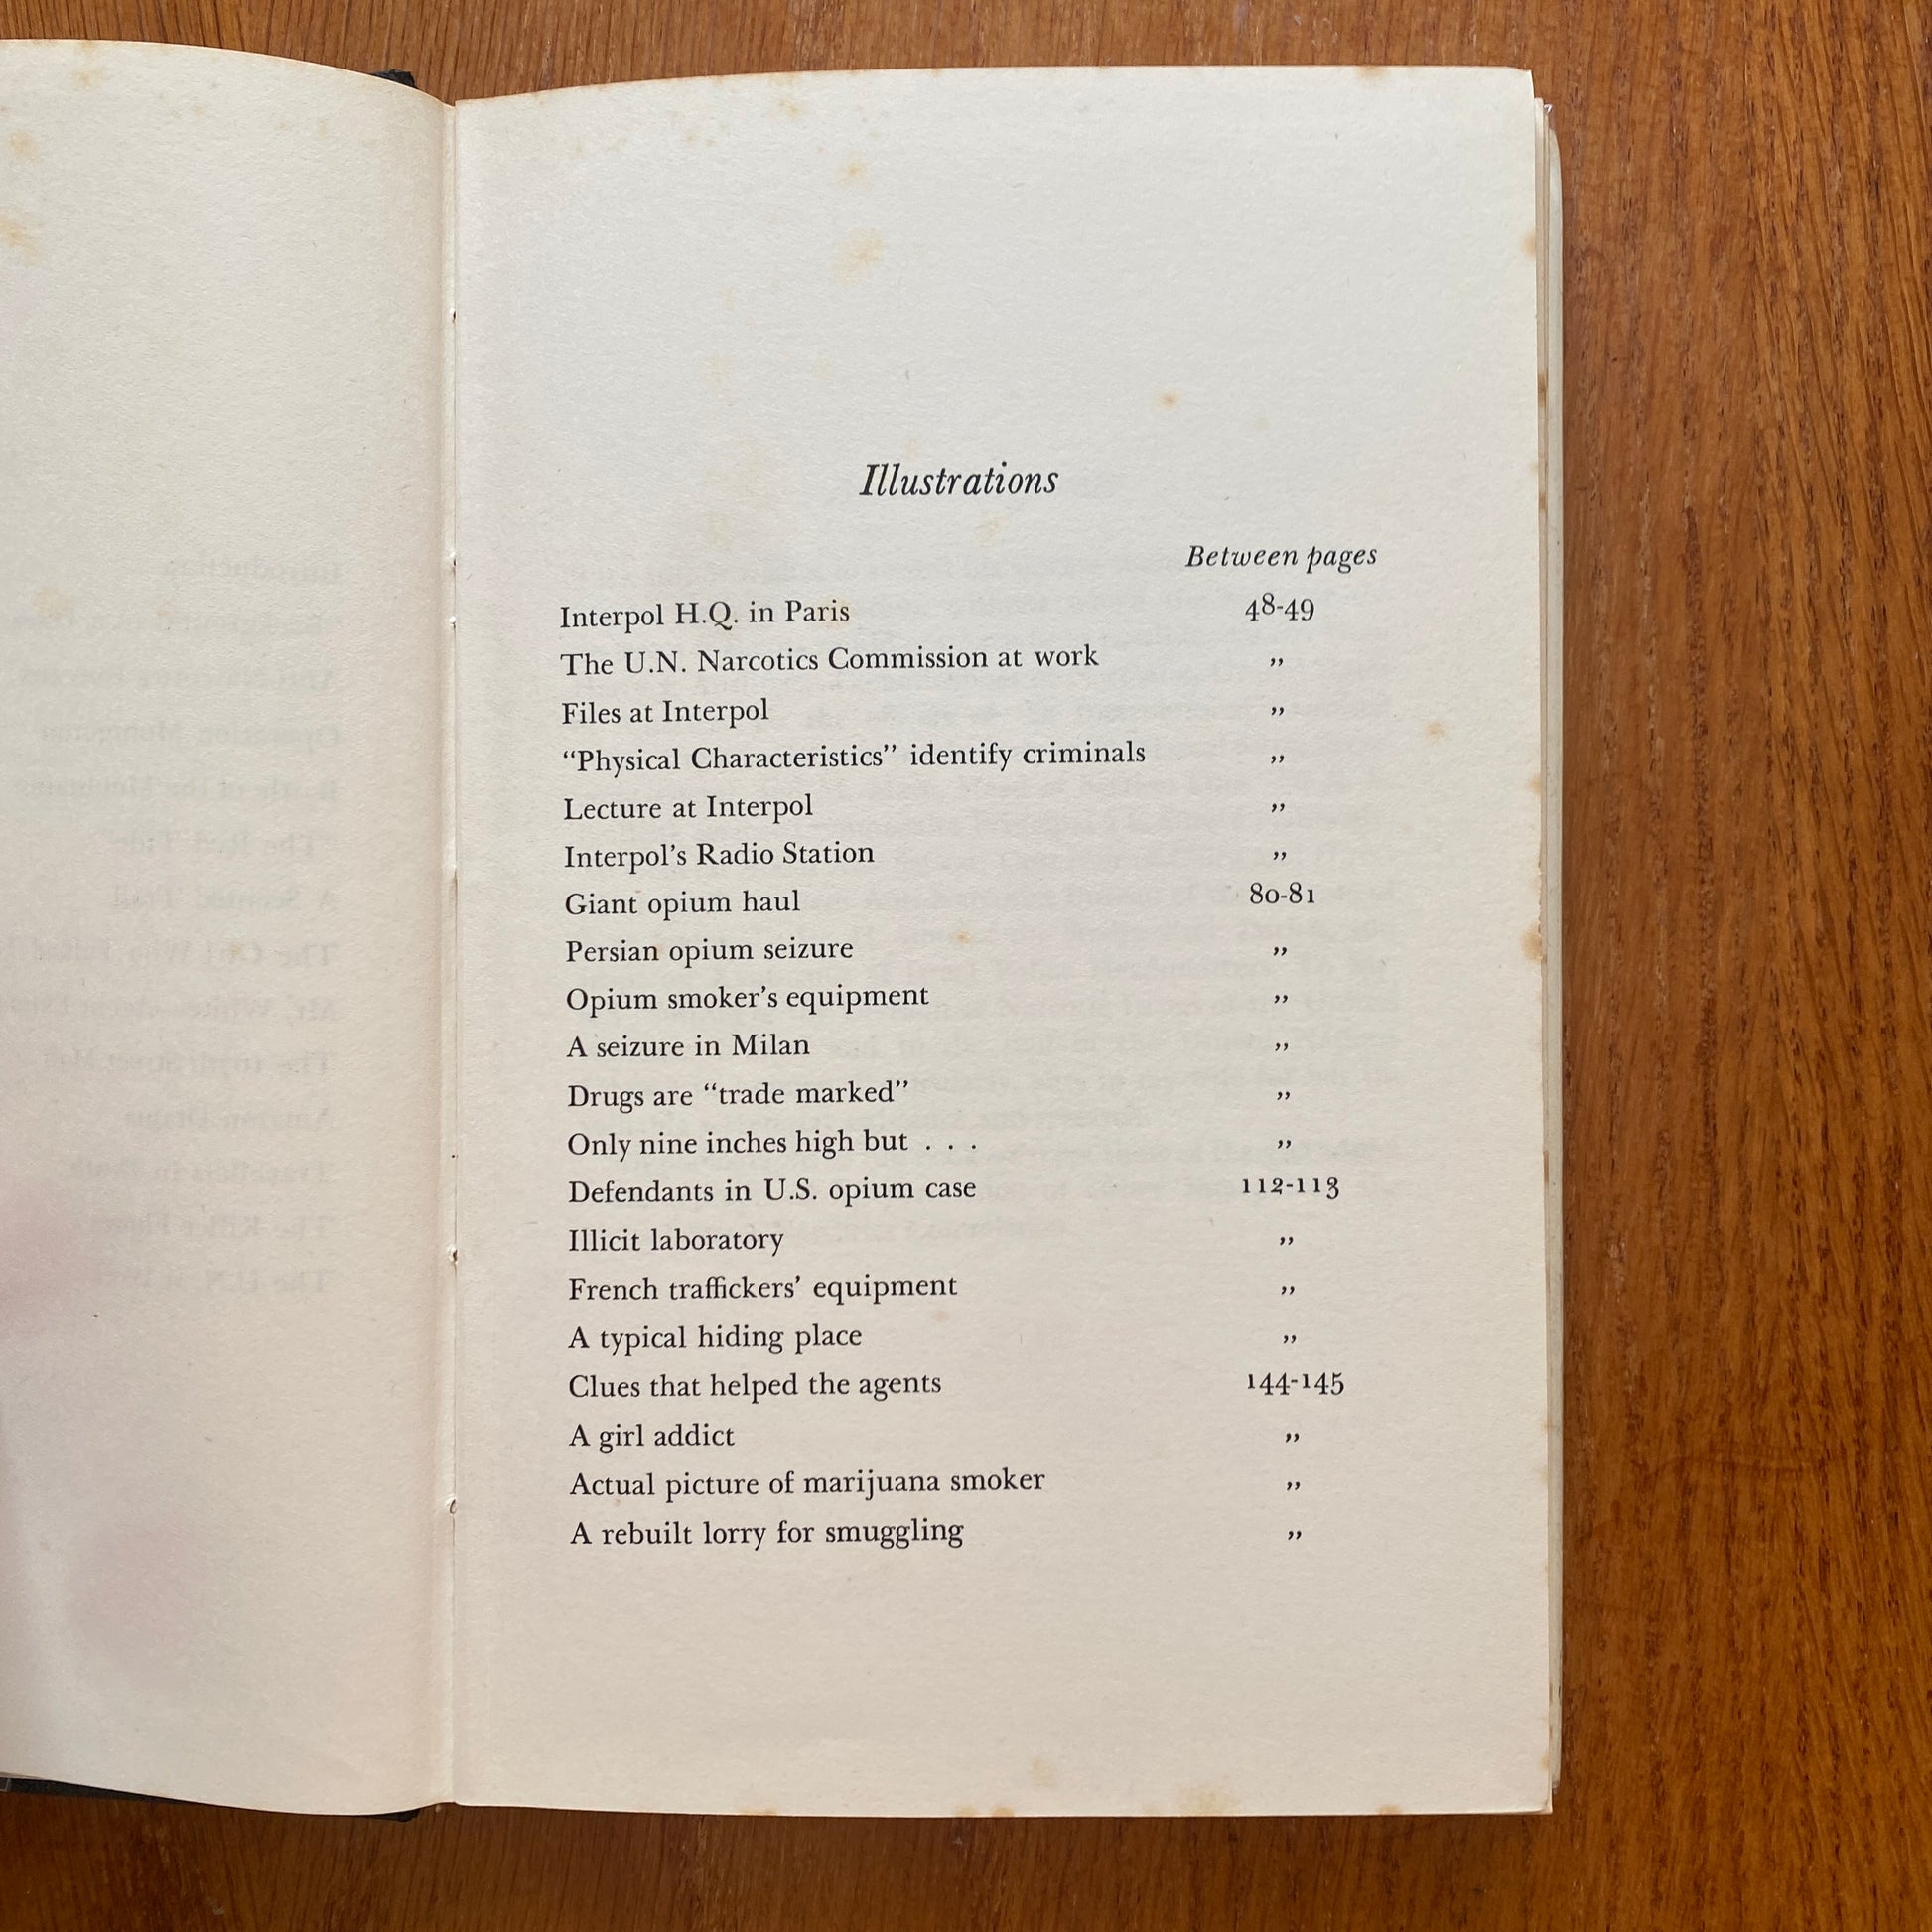 Illustrations
Between pages
Interpol H.Q. in Paris 48-49
The U.N. Narcotics Commission at work ,,
Files at Interpol ,,
“Physical Characteristics” identify criminals ,,
Lecture at Interpol ,,
Interpol’s Radio Station ,,
Giant opium haul 80-81
Persian opium seizure ,,
Opium smoker’s equipment ,,
A seizure in Milan ,,
Drugs are “trade marked” ,,
Only nine inches high but . . . ,,
Defendants in U.S. opium case 112-113
Illicit laboratory ,,
French traffickers’ equipment ,,
A typical hiding place ,,
Clues that helped the agents 144-145
A girl addict ,,
Actual picture of marijuana smoker ,,
A rebuilt lorry for smuggling ,,